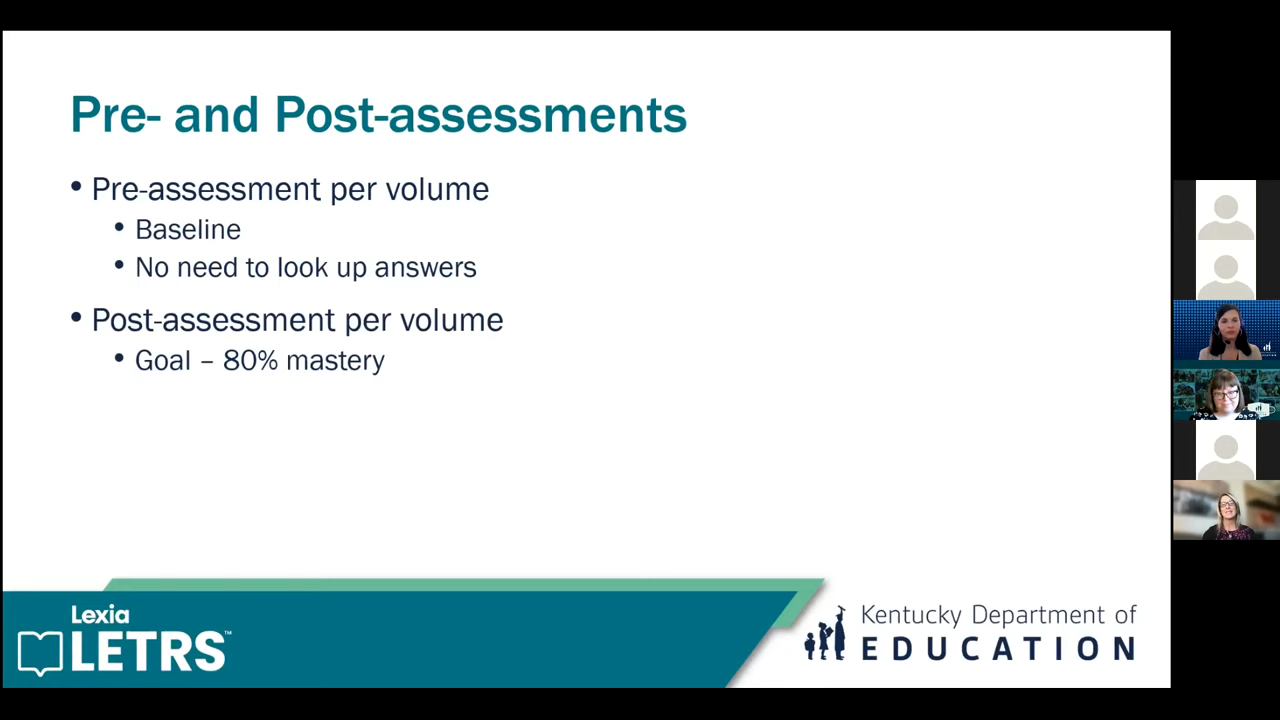 Pre- and Post-assessments
• Pre-assessment per volume
• Baseline
• No need to look up answers
• Post-assessment per volume
• Goal – 80% mastery
Lexia
LETRS™
Kentucky Department of
EDUCATION